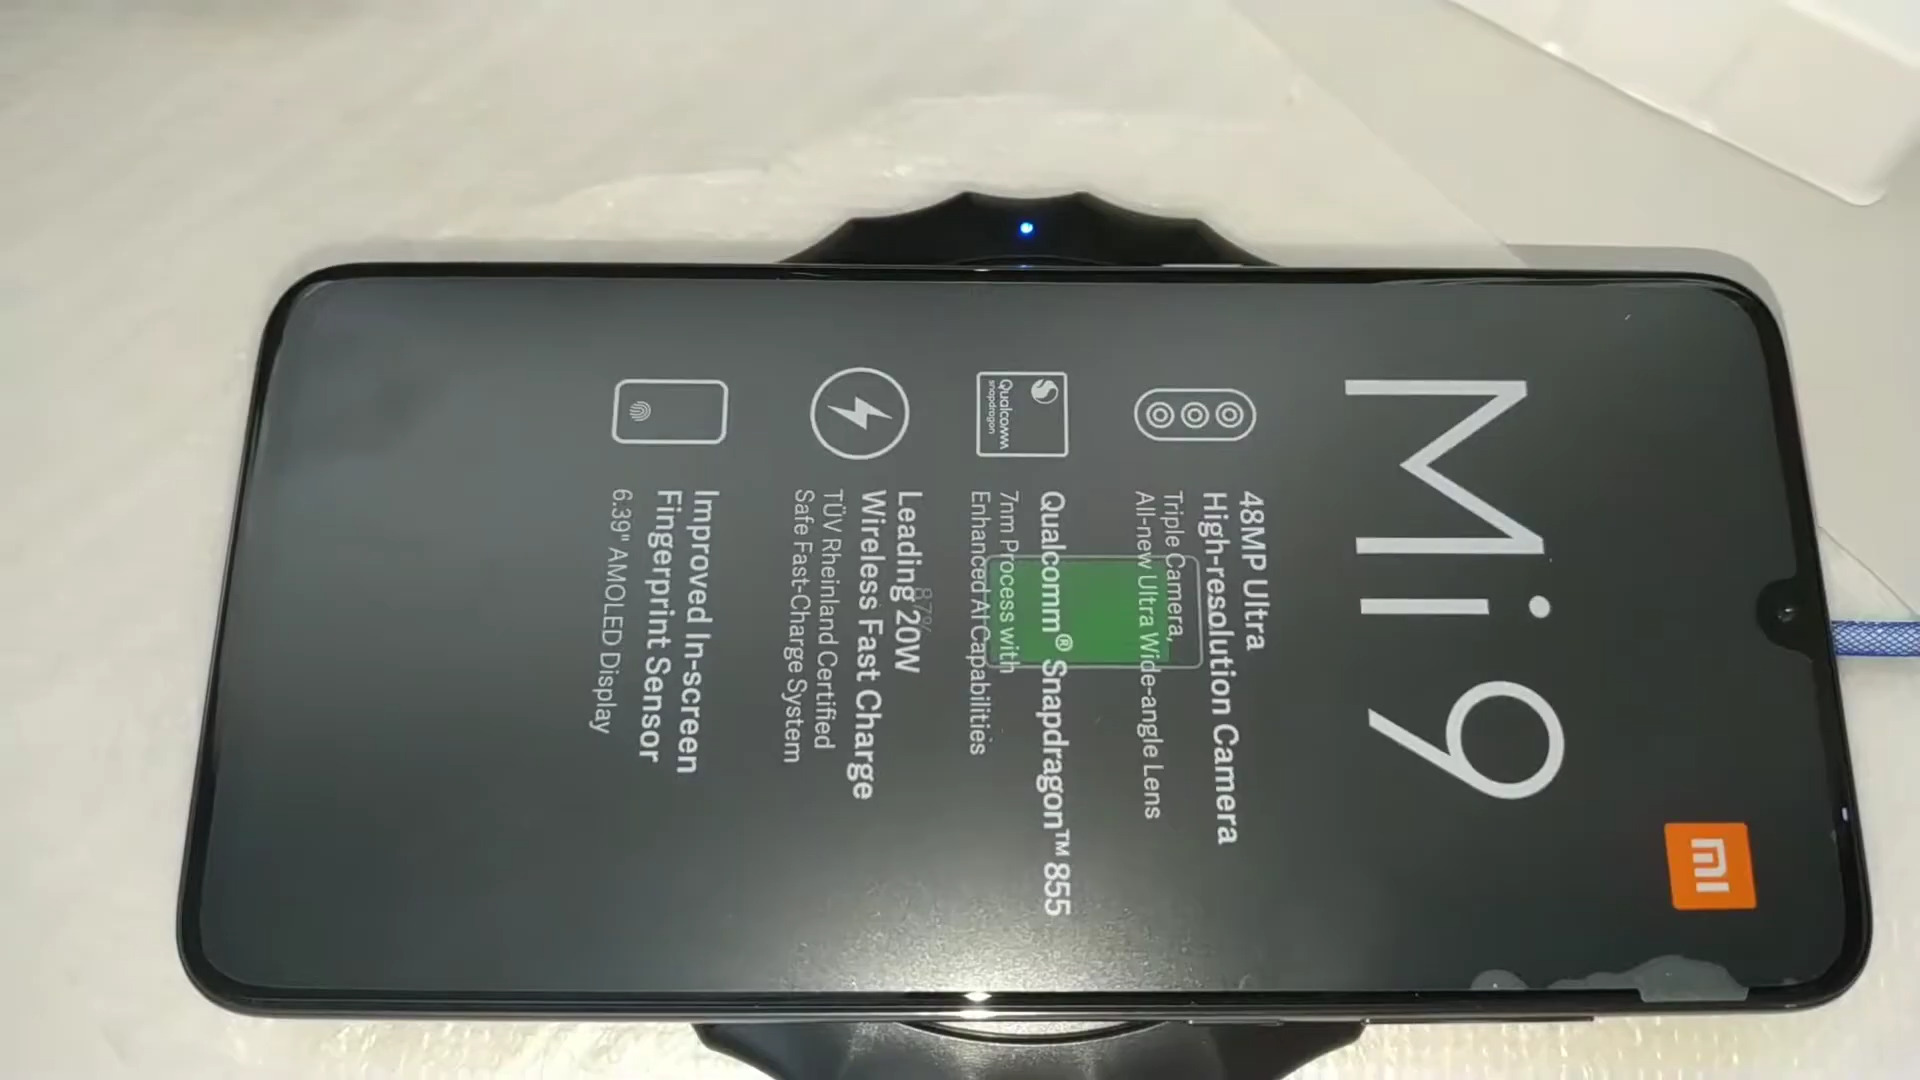 mi
Mi 9
48MP Ultra
High-resolution Camera
Triple Camera,
All-new Ultra Wide-angle Lens
Qualcomm
snapdragon
Qualcomm® Snapdragon™ 855
7nm Process with
Enhanced AI Capabilities
87%
Leading 20W
Wireless Fast Charge
TÜV Rheinland Certified
Safe Fast-Charge System
Improved In-screen
Fingerprint Sensor
6.39" AMOLED Display